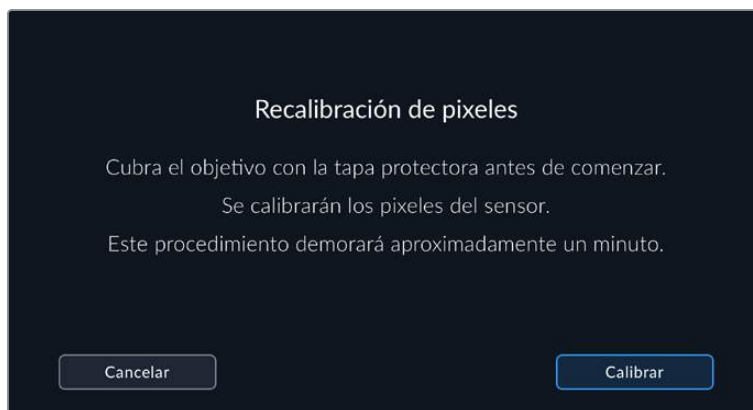 Recalibración de pixeles
Cubra el objetivo con la tapa protectora antes de comenzar.
Se calibrarán los pixeles del sensor.
Este procedimiento demorará aproximadamente un minuto.
Cancelar
Calibrar